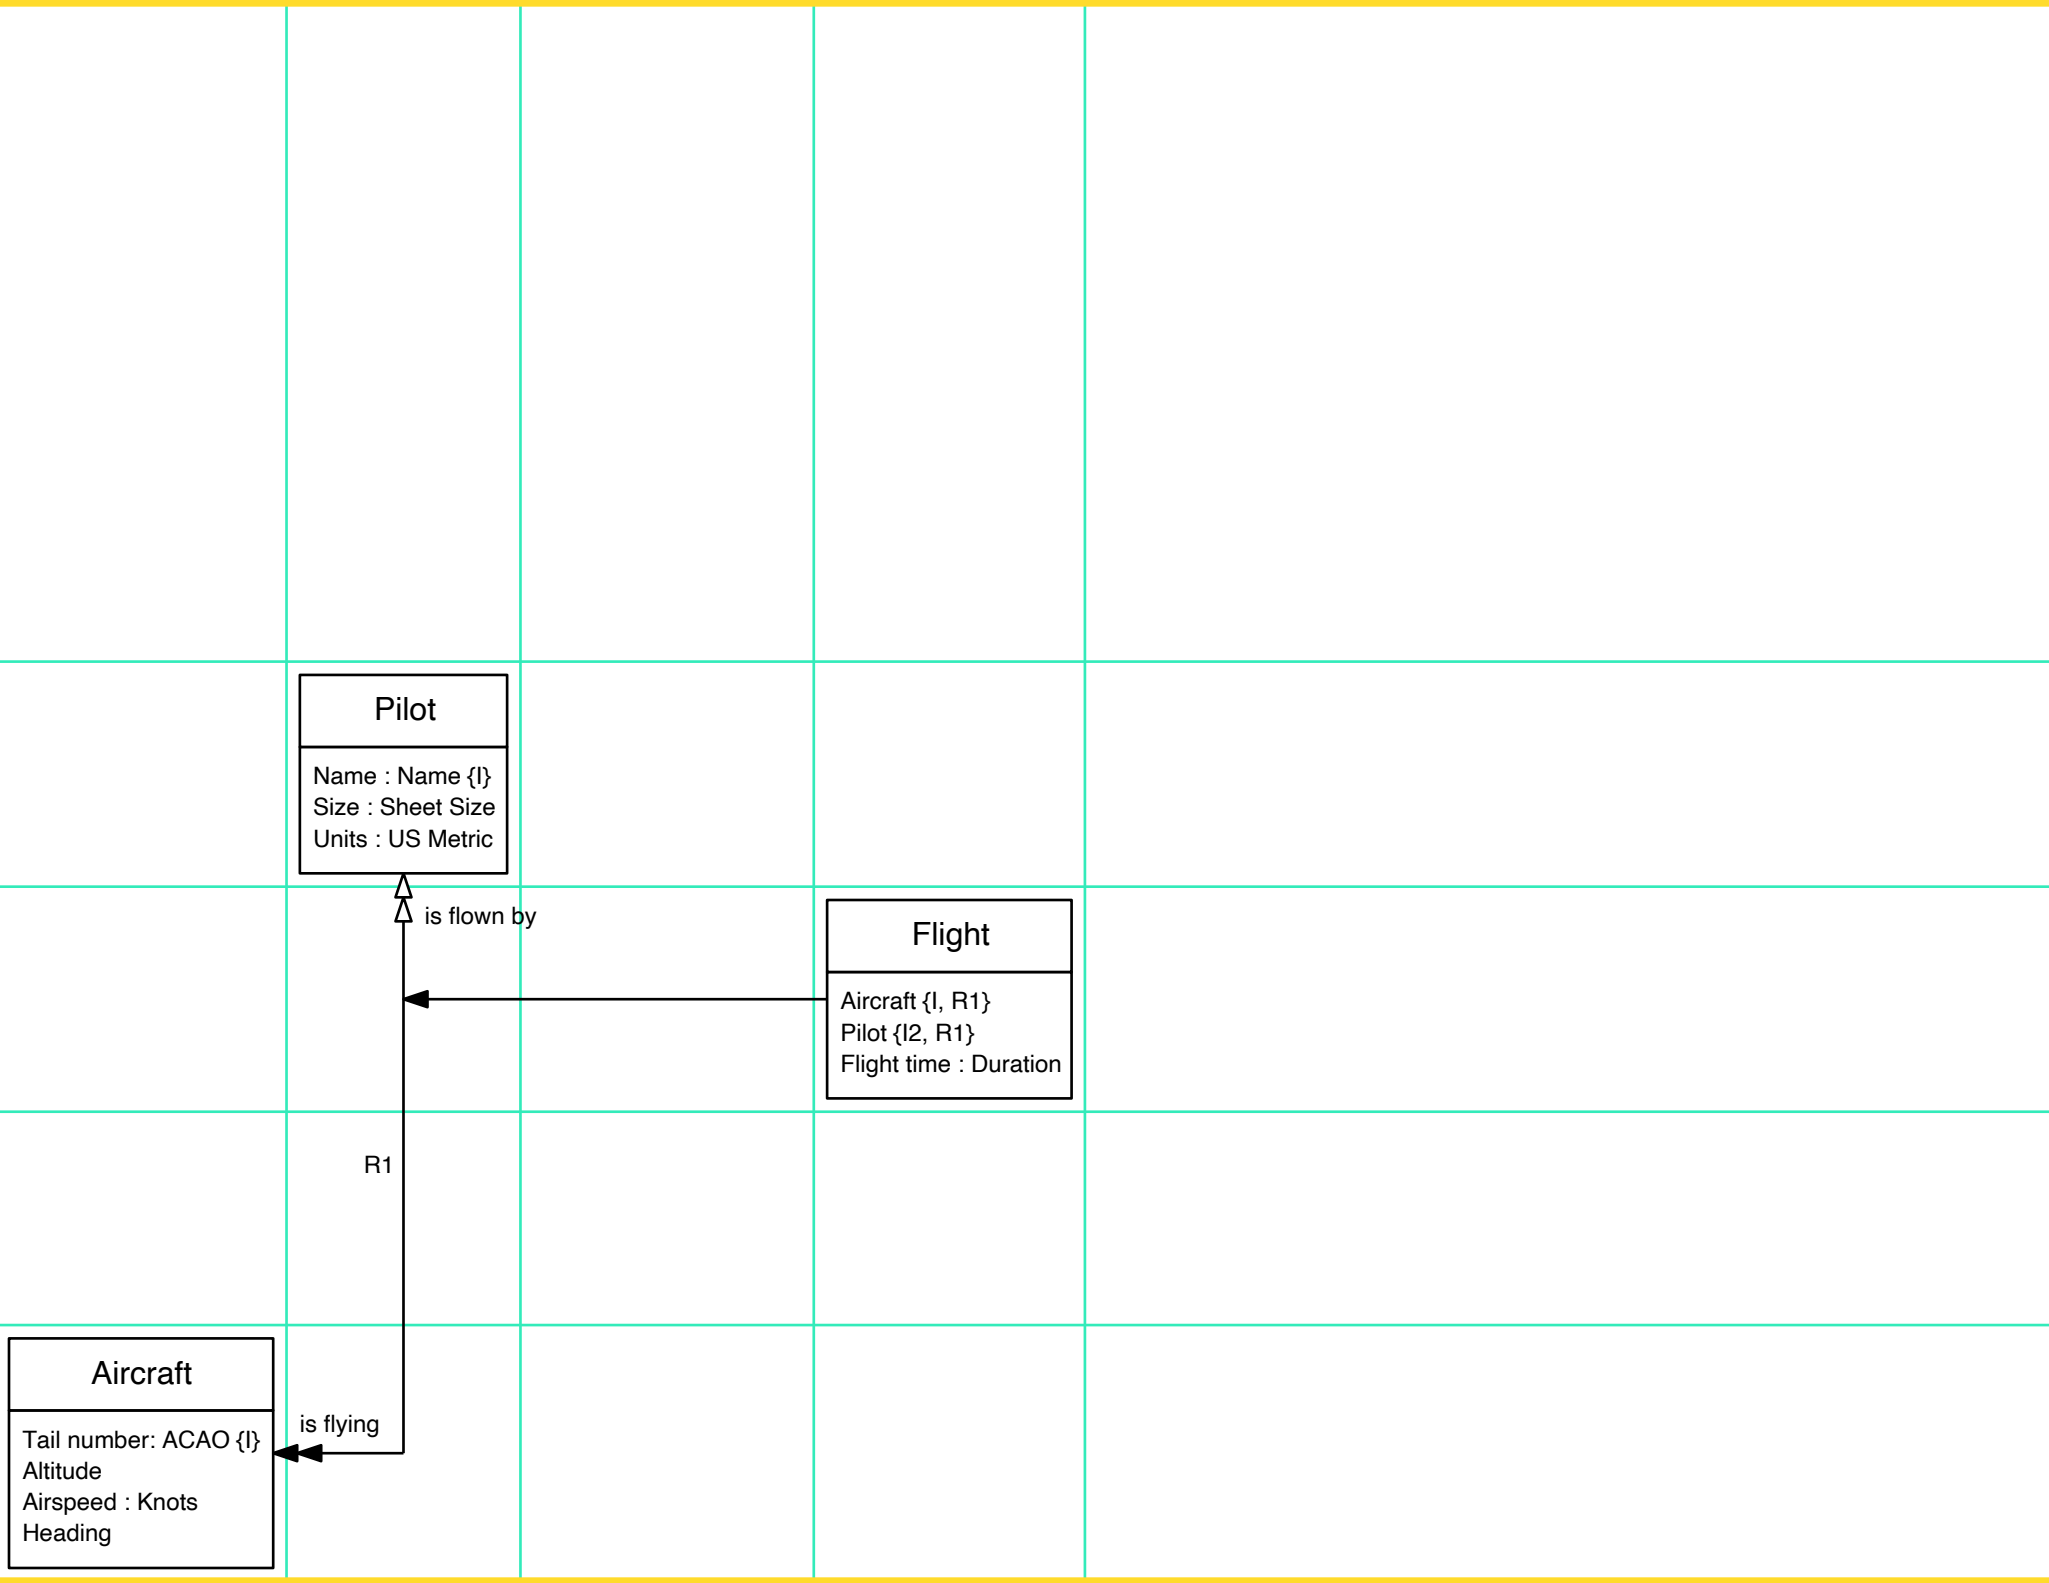 Pilot
Name : Name {I}
Size : Sheet Size
Units : US Metric
is flown by
Flight
Aircraft {I, R1}
Pilot {I2, R1}
Flight time : Duration
R1
Aircraft
Tail number: ACAO {I}
Altitude
Airspeed : Knots
Heading
is flying